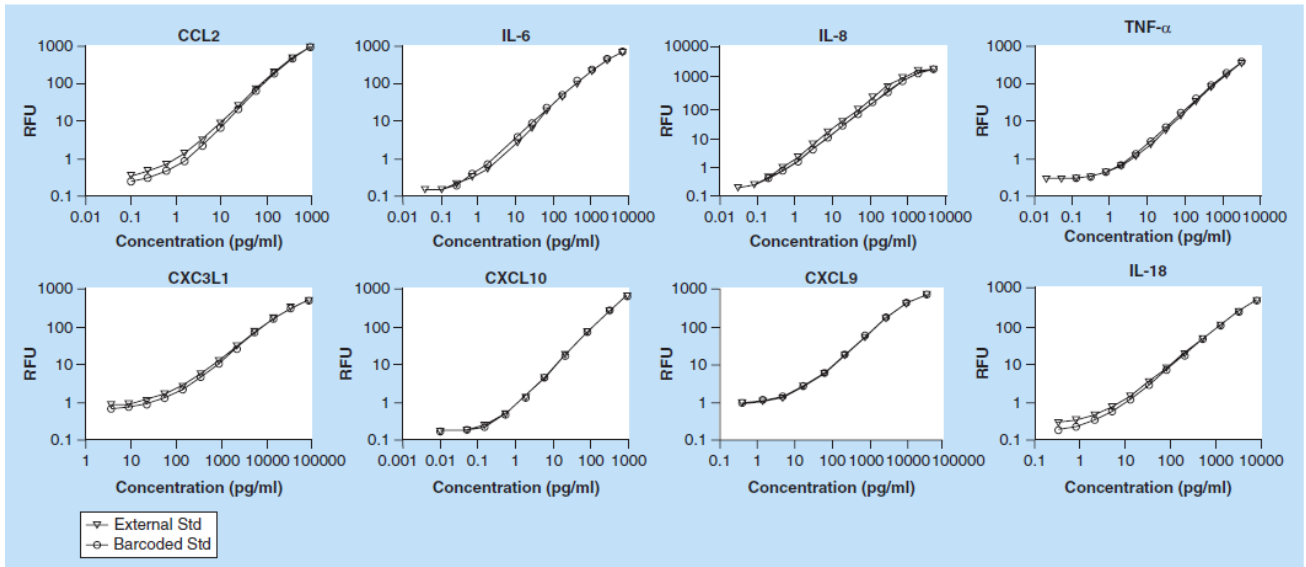 CCL2
1000
100
10
1
0.1
RFU
0.01 0.1 1 10 100 1000
Concentration (pg/ml)
IL-6
1000
100
10
1
0.1
RFU
0.01 0.1 1 10 100 1000 10000
Concentration (pg/ml)
IL-8
10000
1000
100
10
1
0.1
RFU
0.01 0.1 1 10 100 1000 10000
Concentration (pg/ml)
TNF-α
1000
100
10
1
0.1
RFU
0.01 0.1 1 10 100 1000 10000
Concentration (pg/ml)
CXC3L1
1000
100
10
1
0.1
RFU
1 10 100 1000 10000 100000
Concentration (pg/ml)
CXCL10
1000
100
10
1
0.1
RFU
0.001 0.01 0.1 1 10 100 1000
Concentration (pg/ml)
CXCL9
1000
100
10
1
0.1
RFU
0.1 1 10 100 1000 10000 100000
Concentration (pg/ml)
IL-18
1000
100
10
1
0.1
RFU
0.1 1 10 100 1000 10000
Concentration (pg/ml)
External Std
Barcoded Std